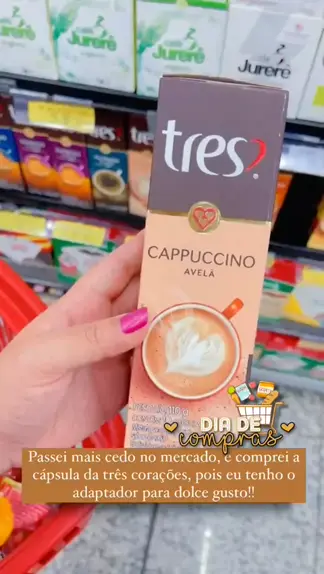 Jurerê
Jurerê
Jurerê
tres
CAPPUCCINO
AVELÃ
DIA DE
compras
Passei mais cedo no mercado, e comprei a
cápsula da três corações, pois eu tenho o
adaptador para dolce gusto!!